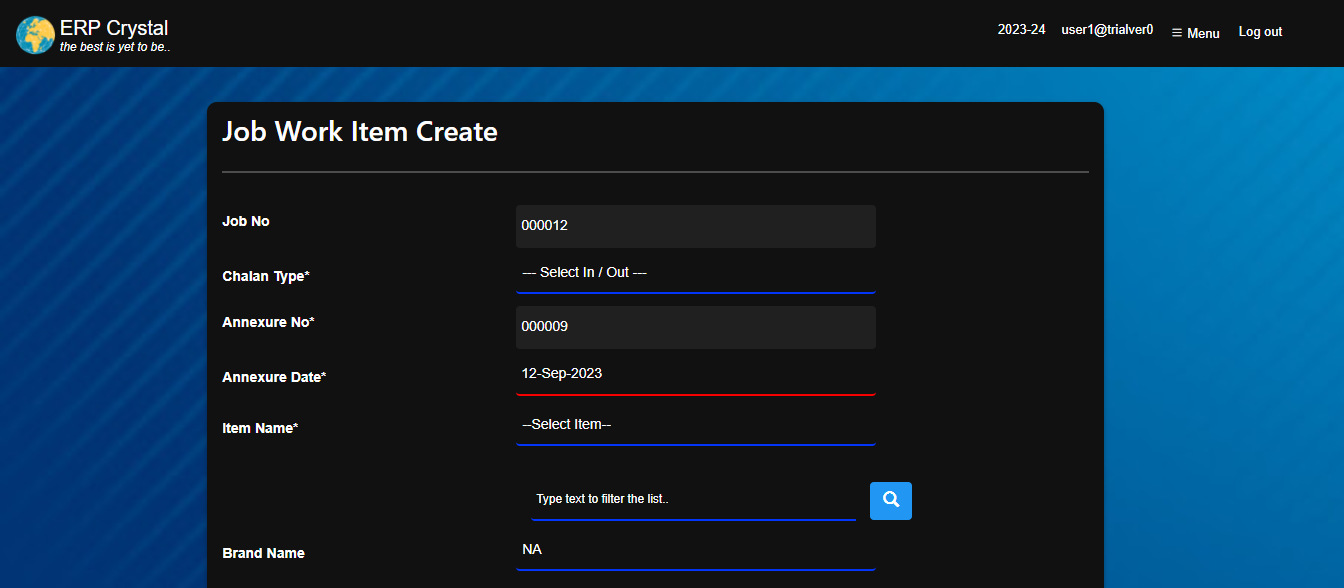 ERP Crystal
the best is yet to be..
2023-24 user1@trialver0 ☰ Menu Log out
Job Work Item Create
Job No 000012
Chalan Type* --- Select In / Out ---
Annexure No* 000009
Annexure Date* 12-Sep-2023
Item Name* --Select Item--
Type text to filter the list..
Brand Name NA